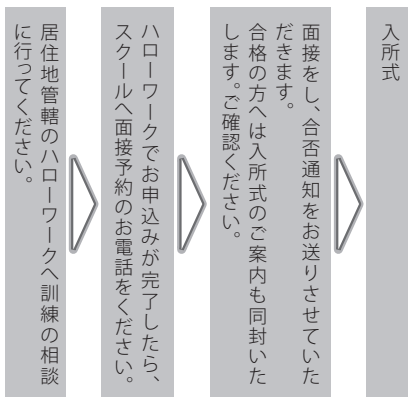 居住地管轄のハローワークへ訓練の相談
に行ってください。
ハローワークでお申込みが完了したら、
スクールへ面接予約のお電話をください。
面接をし、合否通知をお送りさせていた
だきます。
合格の方へは入所式のご案内も同封いた
します。ご確認ください。
入所式